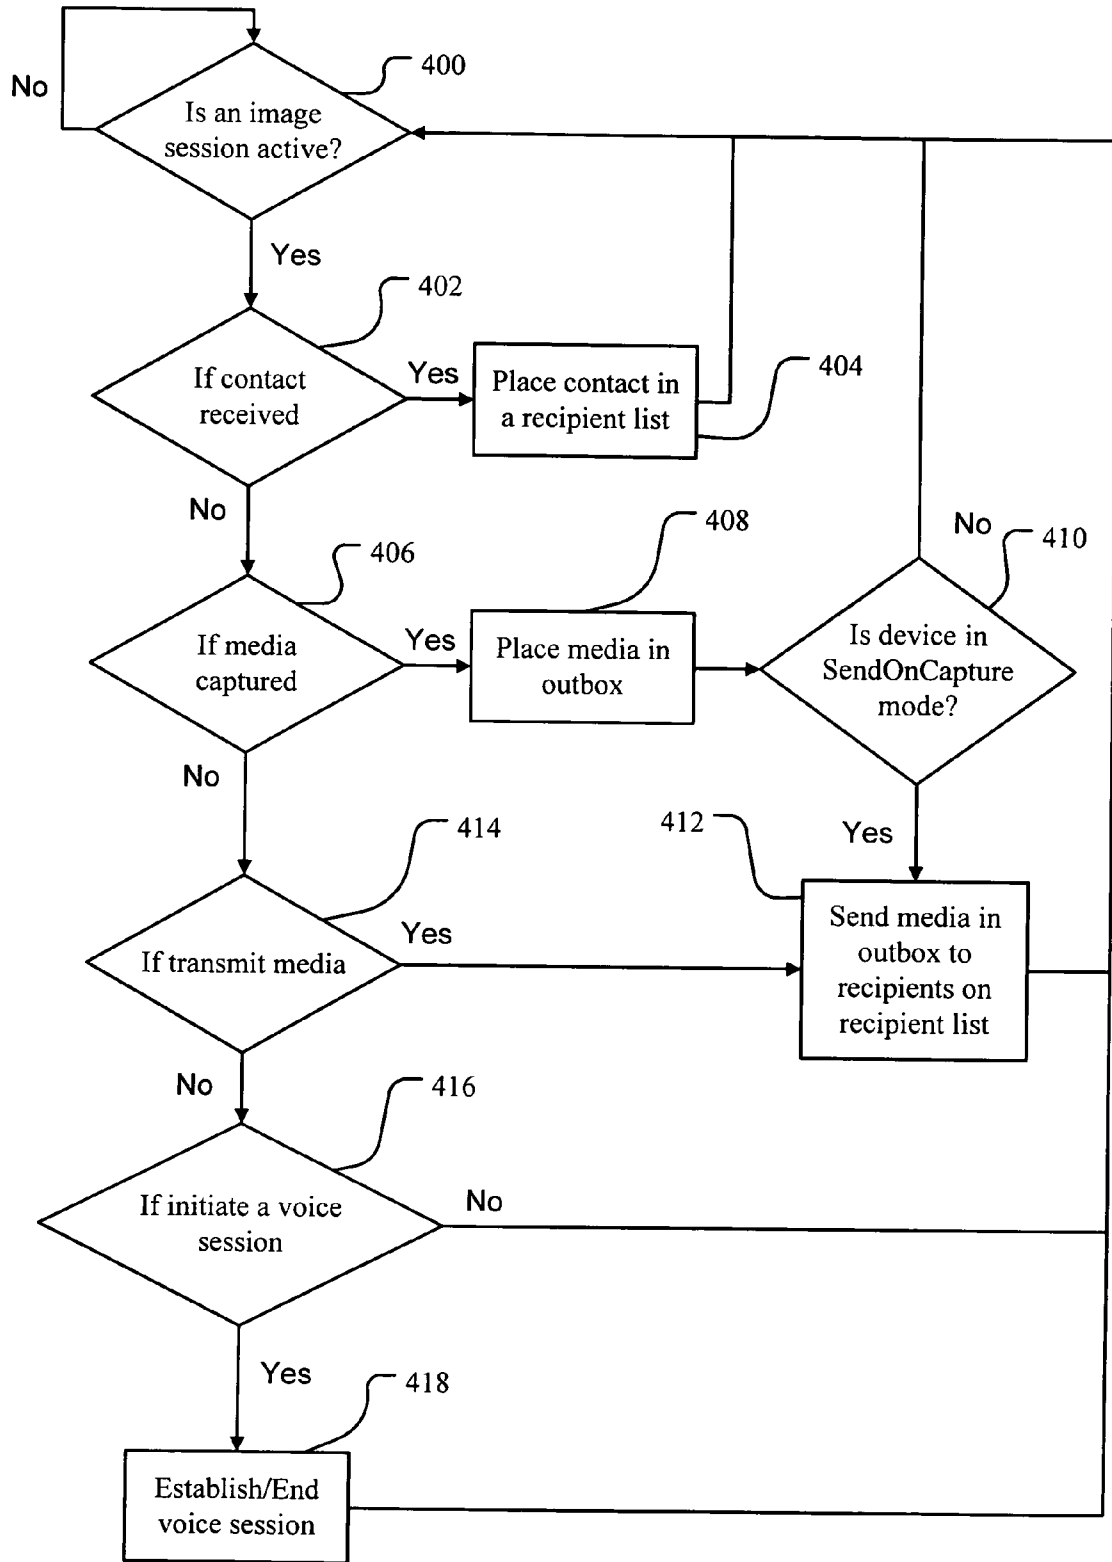 400
No
Is an image
session active?
Yes
402
If contact
received
Yes
Place contact in
a recipient list
404
No
406
408
No
410
If media
captured
Yes
Place media in
outbox
Is device in
SendOnCapture
mode?
No
414
412
Yes
If transmit media
Yes
Send media in
outbox to
recipients on
recipient list
No
416
If initiate a voice
session
No
Yes
418
Establish/End
voice session